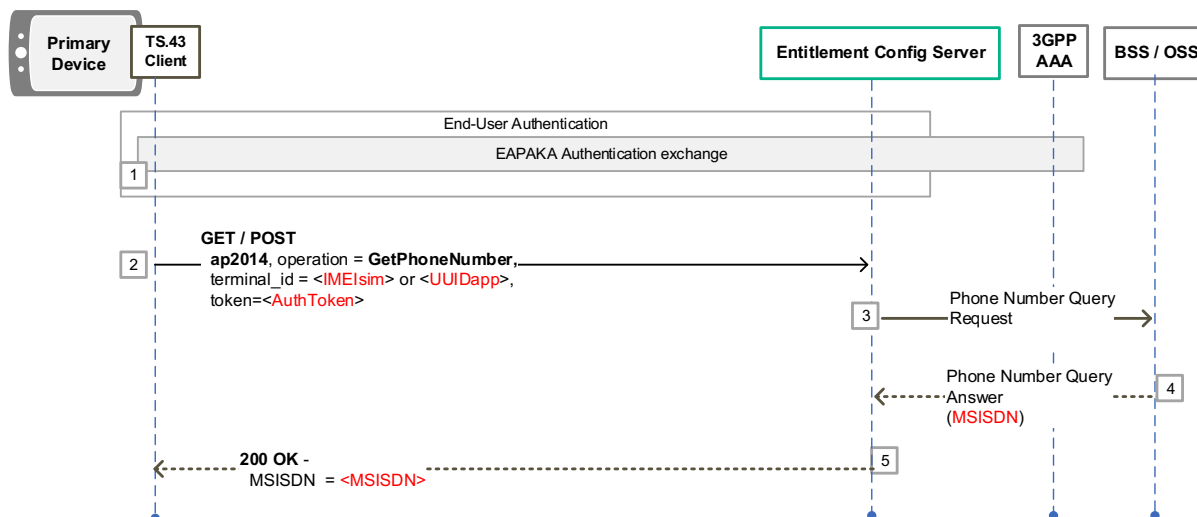 Primary
Device
TS.43
Client
Entitlement Config Server
3GPP
AAA
BSS / OSS
End-User Authentication
EAPAKA Authentication exchange
1
GET / POST
2
ap2014, operation = GetPhoneNumber,
terminal_id = <IMEIsim> or <UUIDapp>,
token=<AuthToken>
3
Phone Number Query
Request
Phone Number Query
Answer
(MSISDN)
4
200 OK -
MSISDN = <MSISDN>
5